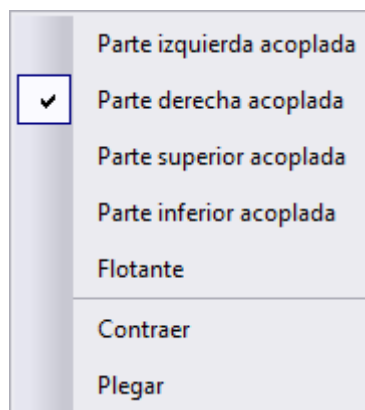 Parte izquierda acoplada
Parte derecha acoplada
Parte superior acoplada
Parte inferior acoplada
Flotante
Contraer
Plegar